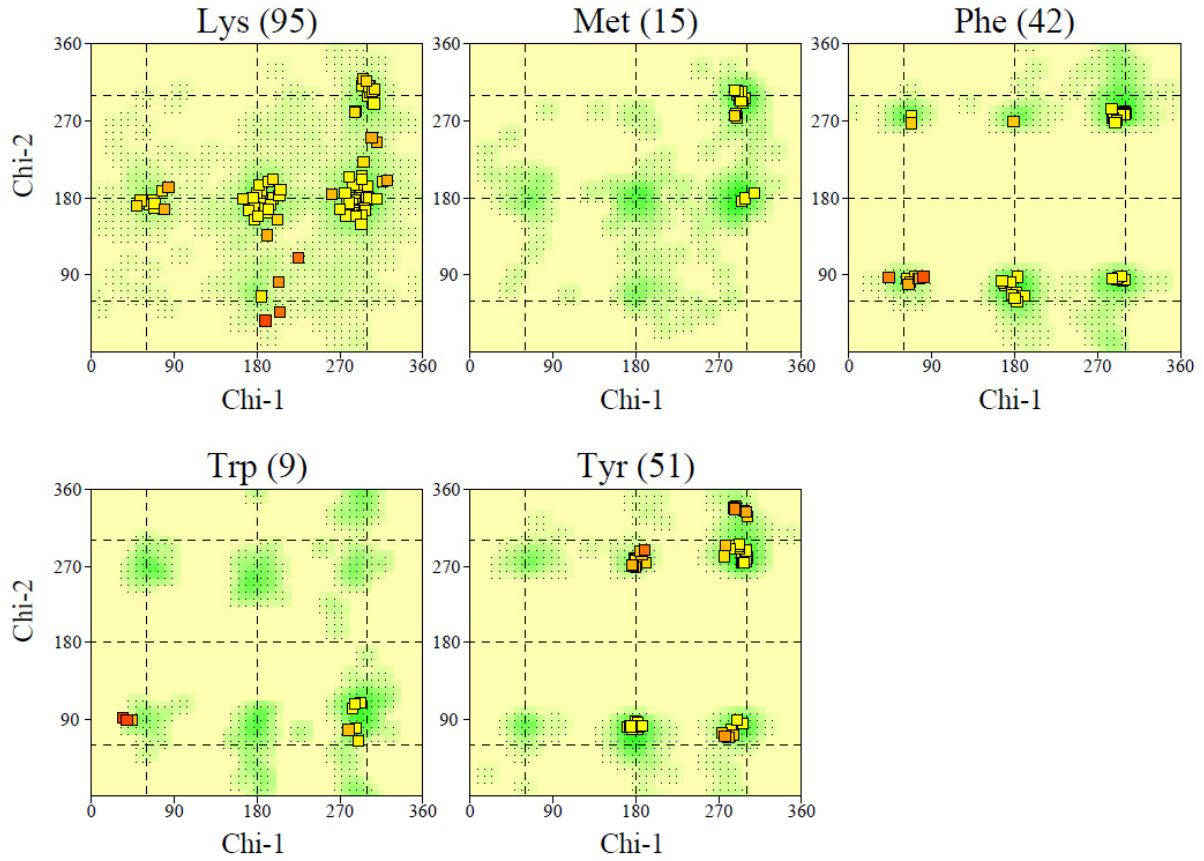 Lys (95) Met (15) Phe (42)
360 360 360
270 270 270
Chi-2
180 180 180
90 90 90
0 90 180 270 360 0 90 180 270 360 0 90 180 270 360
Chi-1 Chi-1 Chi-1
Trp (9) Tyr (51)
360 360
270 270
Chi-2
180 180
90 90
0 90 180 270 360 0 90 180 270 360
Chi-1 Chi-1